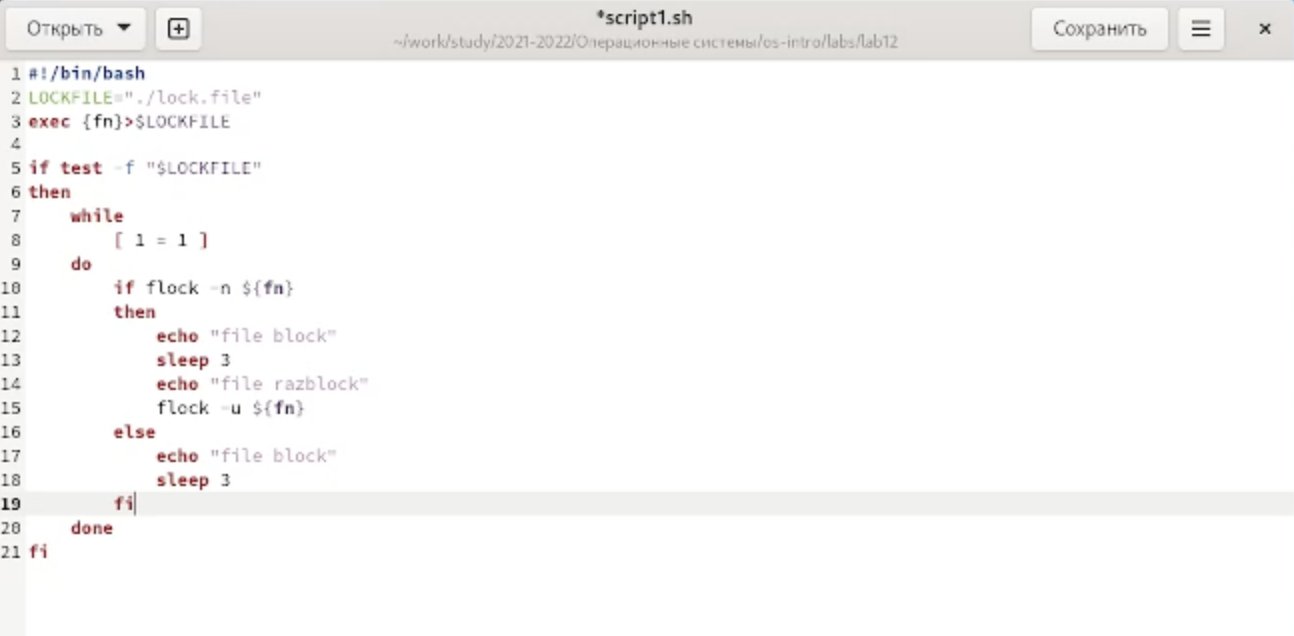 Открыть
*script1.sh
~/work/study/2021-2022/Операционные системы/os-intro/labs/lab12
Сохранить
1 #!/bin/bash
2 LOCKFILE="./lock.file"
3 exec {fn}>$LOCKFILE
4
5 if test -f "$LOCKFILE"
6 then
7     while
8         [ 1 = 1 ]
9     do
10         if flock -n ${fn}
11         then
12             echo "file block"
13             sleep 3
14             echo "file razblock"
15             flock -u ${fn}
16         else
17             echo "file block"
18             sleep 3
19         fi
20     done
21 fi